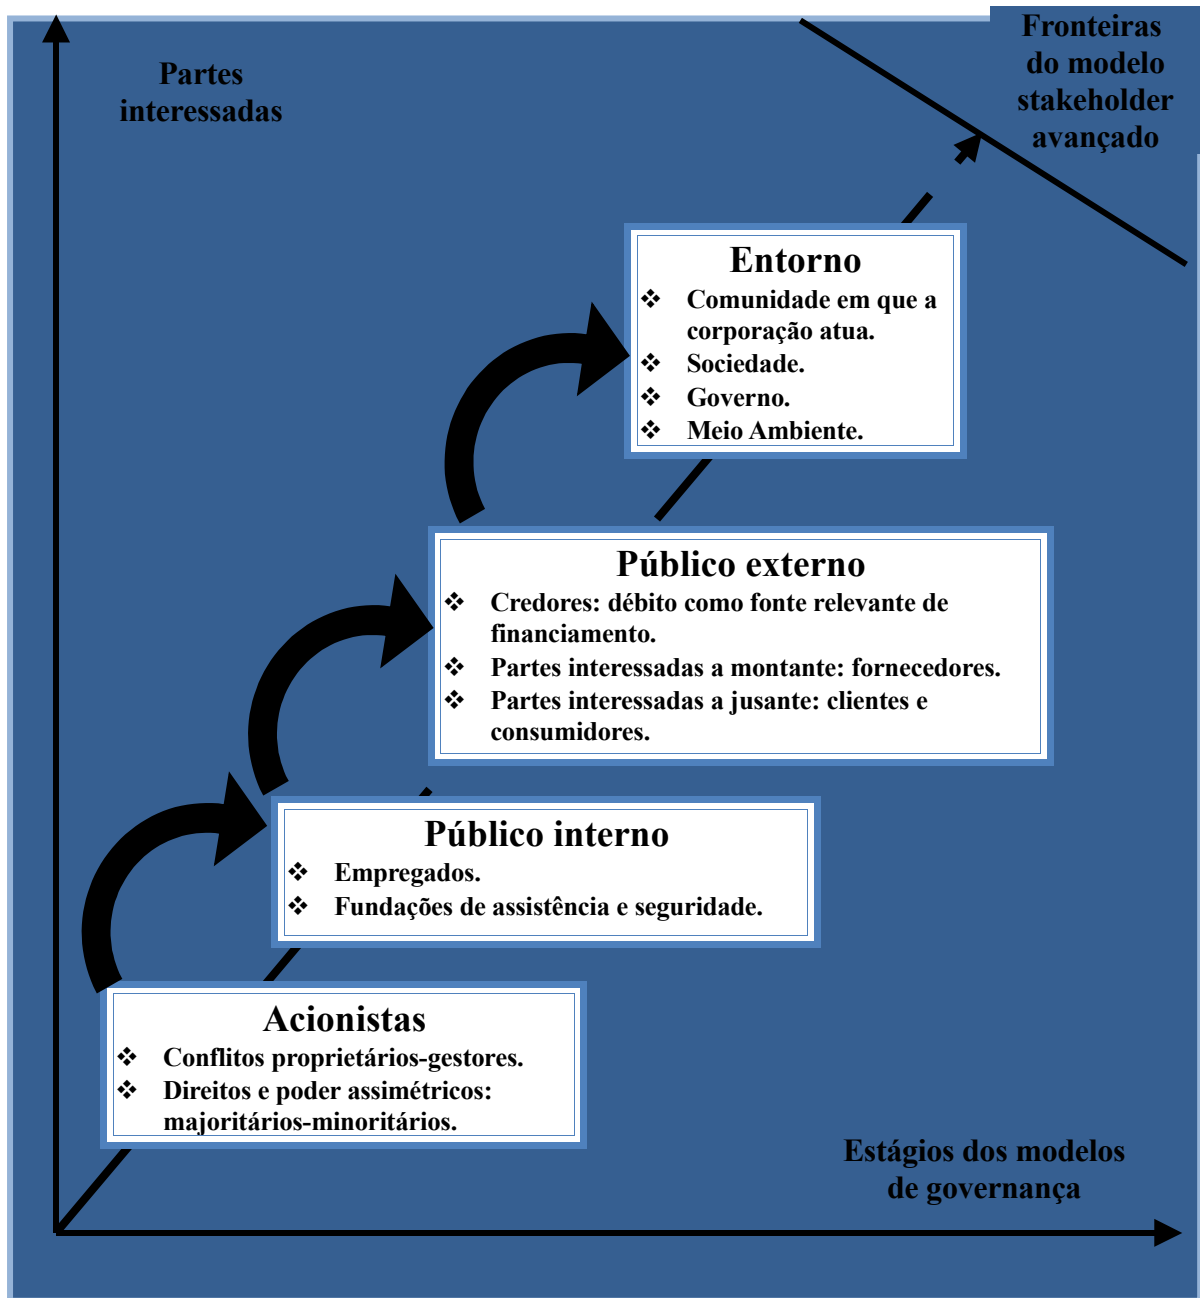 Partes
interessadas
Fronteiras
do modelo
stakeholder
avançado
Entorno
❖ Comunidade em que a
corporação atua.
❖ Sociedade.
❖ Governo.
❖ Meio Ambiente.
Público externo
❖ Credores: débito como fonte relevante de
financiamento.
❖ Partes interessadas a montante: fornecedores.
❖ Partes interessadas a jusante: clientes e
consumidores.
Público interno
❖ Empregados.
❖ Fundações de assistência e seguridade.
Acionistas
❖ Conflitos proprietários-gestores.
❖ Direitos e poder assimétricos:
majoritários-minoritários.
Estágios dos modelos
de governança